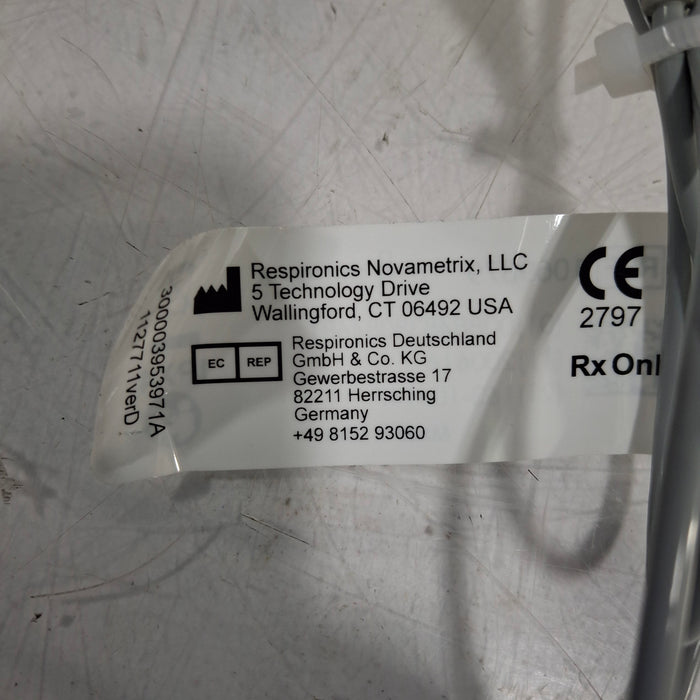 Respironics Novametrix, LLC
5 Technology Drive
Wallingford, CT 06492 USA
EC REP
Respironics Deutschland
GmbH & Co. KG
Gewerbestrasse 17
82211 Herrsching
Germany
+49 8152 93060
CE
2797
Rx Onl
300003953971A
1127711verD